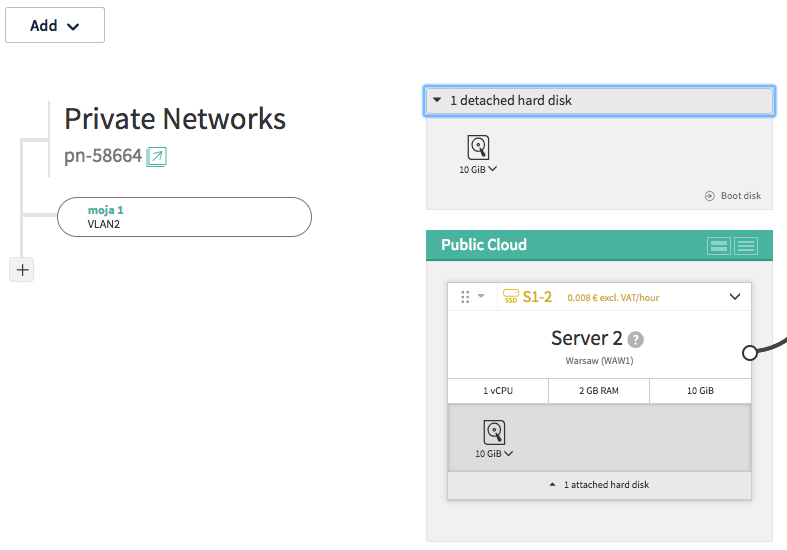 Add
Private Networks
pn-58664
moja 1
VLAN2
1 detached hard disk
10 GiB
Boot disk
Public Cloud
SSD S1-2 0.008 € excl. VAT/hour
Server 2 ?
Warsaw (WAW1)
1 vCPU 2 GB RAM 10 GiB
10 GiB
1 attached hard disk